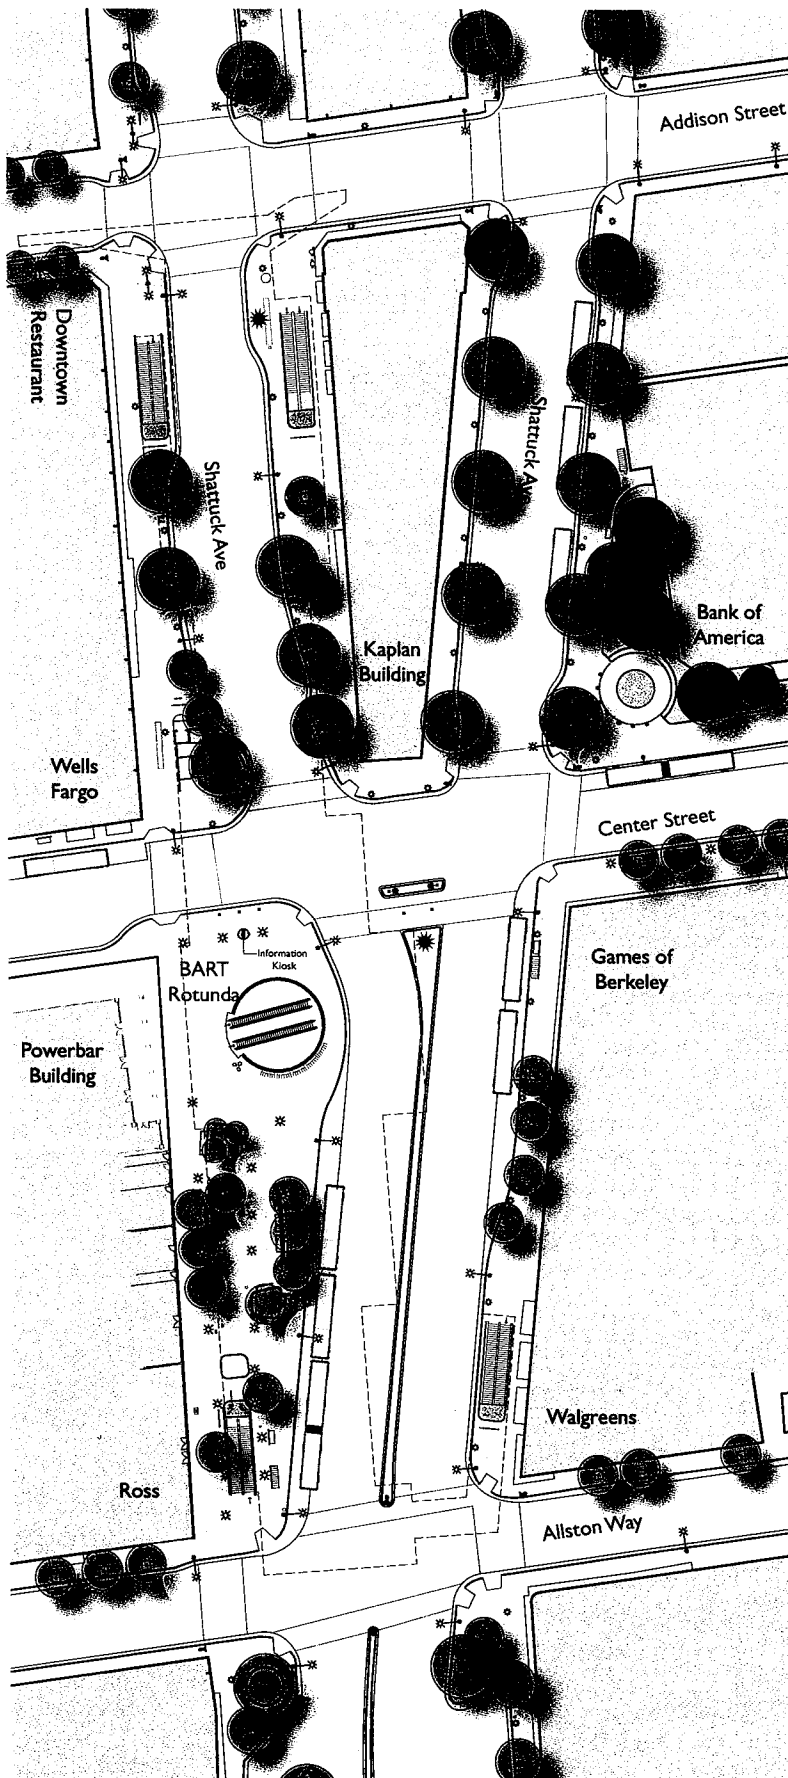 Addison Street
Downtown
Restaurant
Shattuck Ave
Shattuck Ave
Bank of
America
Kaplan
Building
Wells
Fargo
Center Street
Information
Kiosk
BART
Rotunda
Games of
Berkeley
Powerbar
Building
Walgreens
Ross
Allston Way